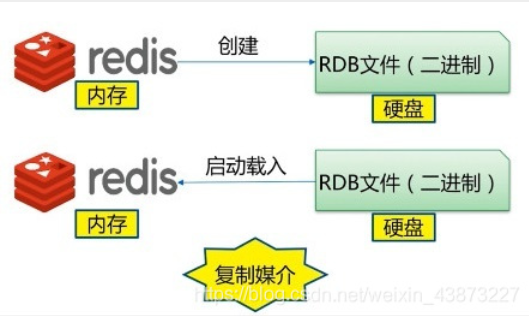 创建
redis
RDB文件（二进制）
内存
硬盘
启动载入
redis
RDB文件（二进制）
内存
硬盘
复制媒介
https://blog.csdn.net/weixin_43873227